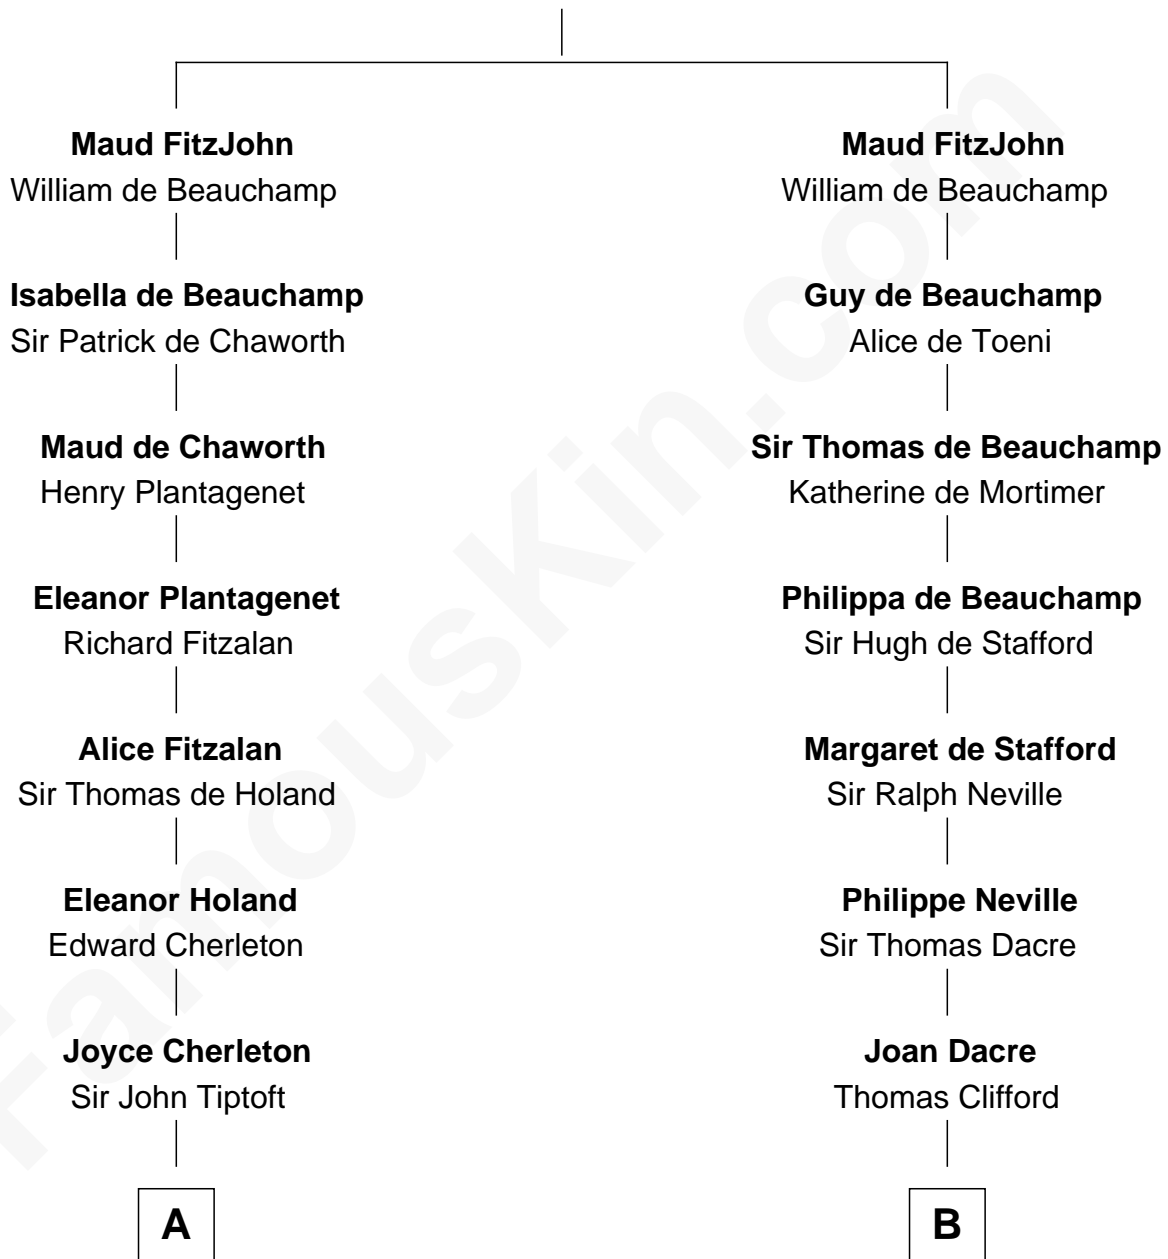 Maud FitzJohn
William de Beauchamp
Isabella de Beauchamp
Sir Patrick de Chaworth
Maud de Chaworth
Henry Plantagenet
Eleanor Plantagenet
Richard Fitzalan
Alice Fitzalan
Sir Thomas de Holand
Eleanor Holand
Edward Cherleton
Joyce Cherleton
Sir John Tiptoft
A
Maud FitzJohn
William de Beauchamp
Guy de Beauchamp
Alice de Toeni
Sir Thomas de Beauchamp
Katherine de Mortimer
Philippa de Beauchamp
Sir Hugh de Stafford
Margaret de Stafford
Sir Ralph Neville
Philippe Neville
Sir Thomas Dacre
Joan Dacre
Thomas Clifford
B
FamousKin.com